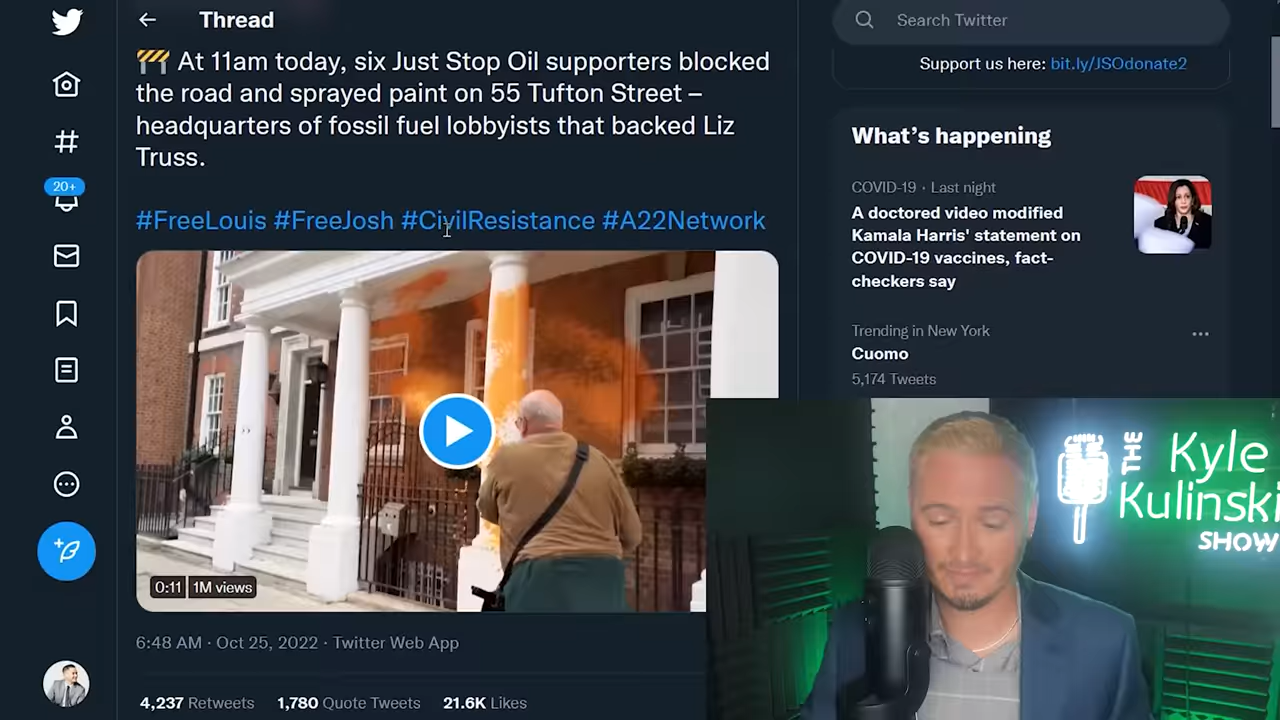 Thread
Search Twitter
🚧 At 11am today, six Just Stop Oil supporters blocked
the road and sprayed paint on 55 Tufton Street –
headquarters of fossil fuel lobbyists that backed Liz
Truss.
#FreeLouis #FreeJosh #CivilResistance #A22Network
20+
0:11 1M views
6:48 AM · Oct 25, 2022 · Twitter Web App
4,237 Retweets 1,780 Quote Tweets 21.6K Likes
Support us here: bit.ly/JSOdonate2
What's happening
COVID-19 · Last night
A doctored video modified
Kamala Harris' statement on
COVID-19 vaccines, fact-
checkers say
Trending in New York
Cuomo
5,174 Tweets
THE
Kyle
Kulinski
SHOW